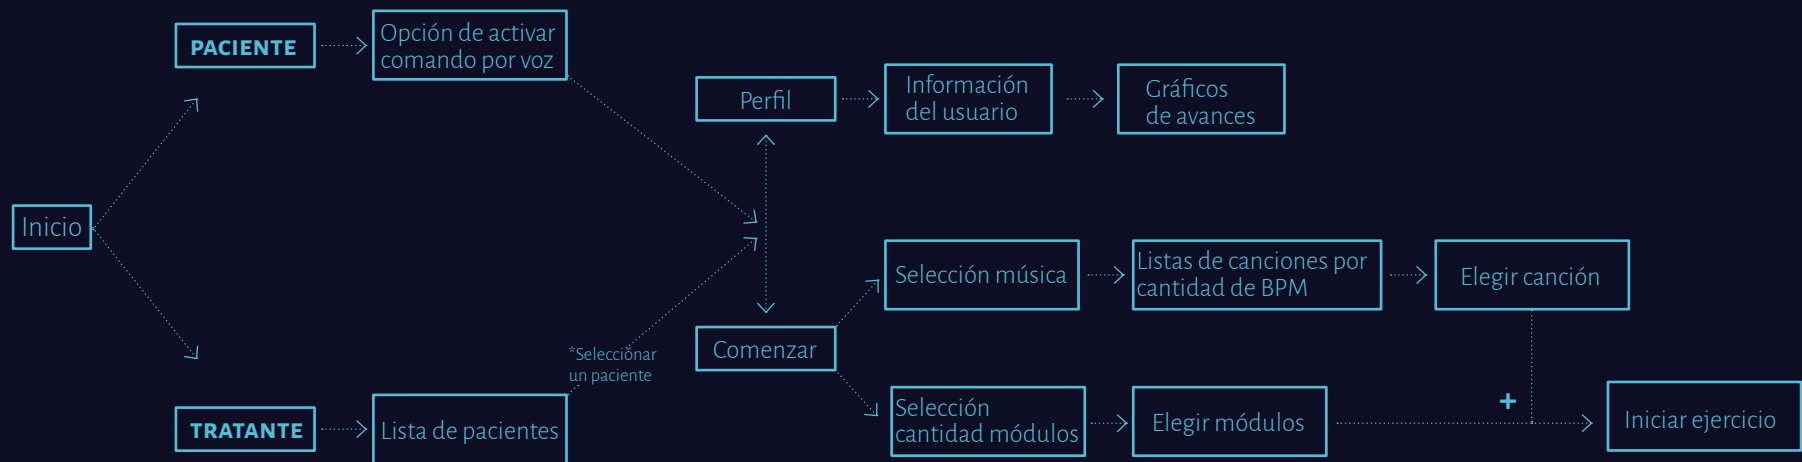 PACIENTE
Opción de activar
comando por voz
Perfil
Información
del usuario
Gráficos
de avances
Inicio
Selección música
Listas de canciones por
cantidad de BPM
Elegir canción
Comenzar
*Seleccionar
un paciente
TRATANTE
Lista de pacientes
Selección
cantidad módulos
Elegir módulos
+
Iniciar ejercicio